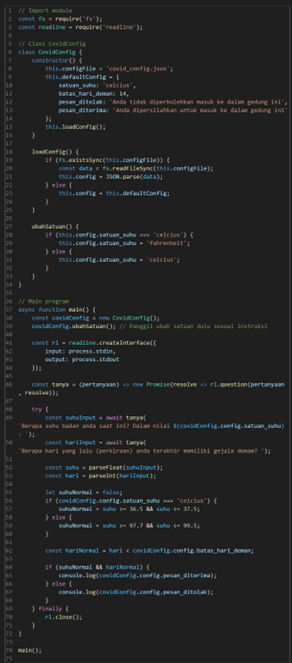 1 // Import module
2 const fs = require('fs');
3 const readline = require('readline');
4
5 // Class CovidConfig
6 class CovidConfig {
7 constructor() {
8 this.configFile = 'covid_config.json';
9 this.defaultConfig = {
10 satuan_suhu: 'celcius',
11 batas_hari_deman: 14,
12 pesan_ditolak: 'Anda tidak diperbolehkan masuk ke dalam gedung ini',
13 pesan_diterima: 'Anda dipersilahkan untuk masuk ke dalam gedung ini'
14 };
15 this.loadConfig();
16 }
17
18 loadConfig() {
19 if (fs.existsSync(this.configFile)) {
20 const data = fs.readFileSync(this.configFile);
21 this.config = JSON.parse(data);
22 } else {
23 this.config = this.defaultConfig;
24 }
25 }
26
27 ubahSatuan() {
28 if (this.config.satuan_suhu === 'celcius') {
29 this.config.satuan_suhu = 'fahrenheit';
30 } else {
31 this.config.satuan_suhu = 'celcius';
32 }
33 }
34 }
35
36 // Main program
37 async function main() {
38 const covidConfig = new CovidConfig();
39 covidConfig.ubahSatuan(); // Panggil ubah satuan dulu sesuai instruksi
40
41 const rl = readline.createInterface({
42 input: process.stdin,
43 output: process.stdout
44 });
45
46 const tanya = (pertanyaan) => new Promise(resolve => rl.question(pertanyaan
, resolve));
47
48 try {
49 const suhuInput = await tanya(
`Berapa suhu badan anda saat ini? Dalam nilai ${covidConfig.config.satuan_suhu}
: `);
50 const hariInput = await tanya(
'Berapa hari yang lalu (perkiraan) anda terakhir memiliki gejala demam? ');
51
52 const suhu = parseFloat(suhuInput);
53 const hari = parseInt(hariInput);
54
55 let suhuNormal = false;
56 if (covidConfig.config.satuan_suhu === 'celcius') {
57 suhuNormal = suhu >= 36.5 && suhu <= 37.5;
58 } else {
59 suhuNormal = suhu >= 97.7 && suhu <= 99.5;
60 }
61
62 const hariNormal = hari < covidConfig.config.batas_hari_deman;
63
64 if (suhuNormal && hariNormal) {
65 console.log(covidConfig.config.pesan_diterima);
66 } else {
67 console.log(covidConfig.config.pesan_ditolak);
68 }
69 } finally {
70 rl.close();
71 }
72 }
73
74 main();
75